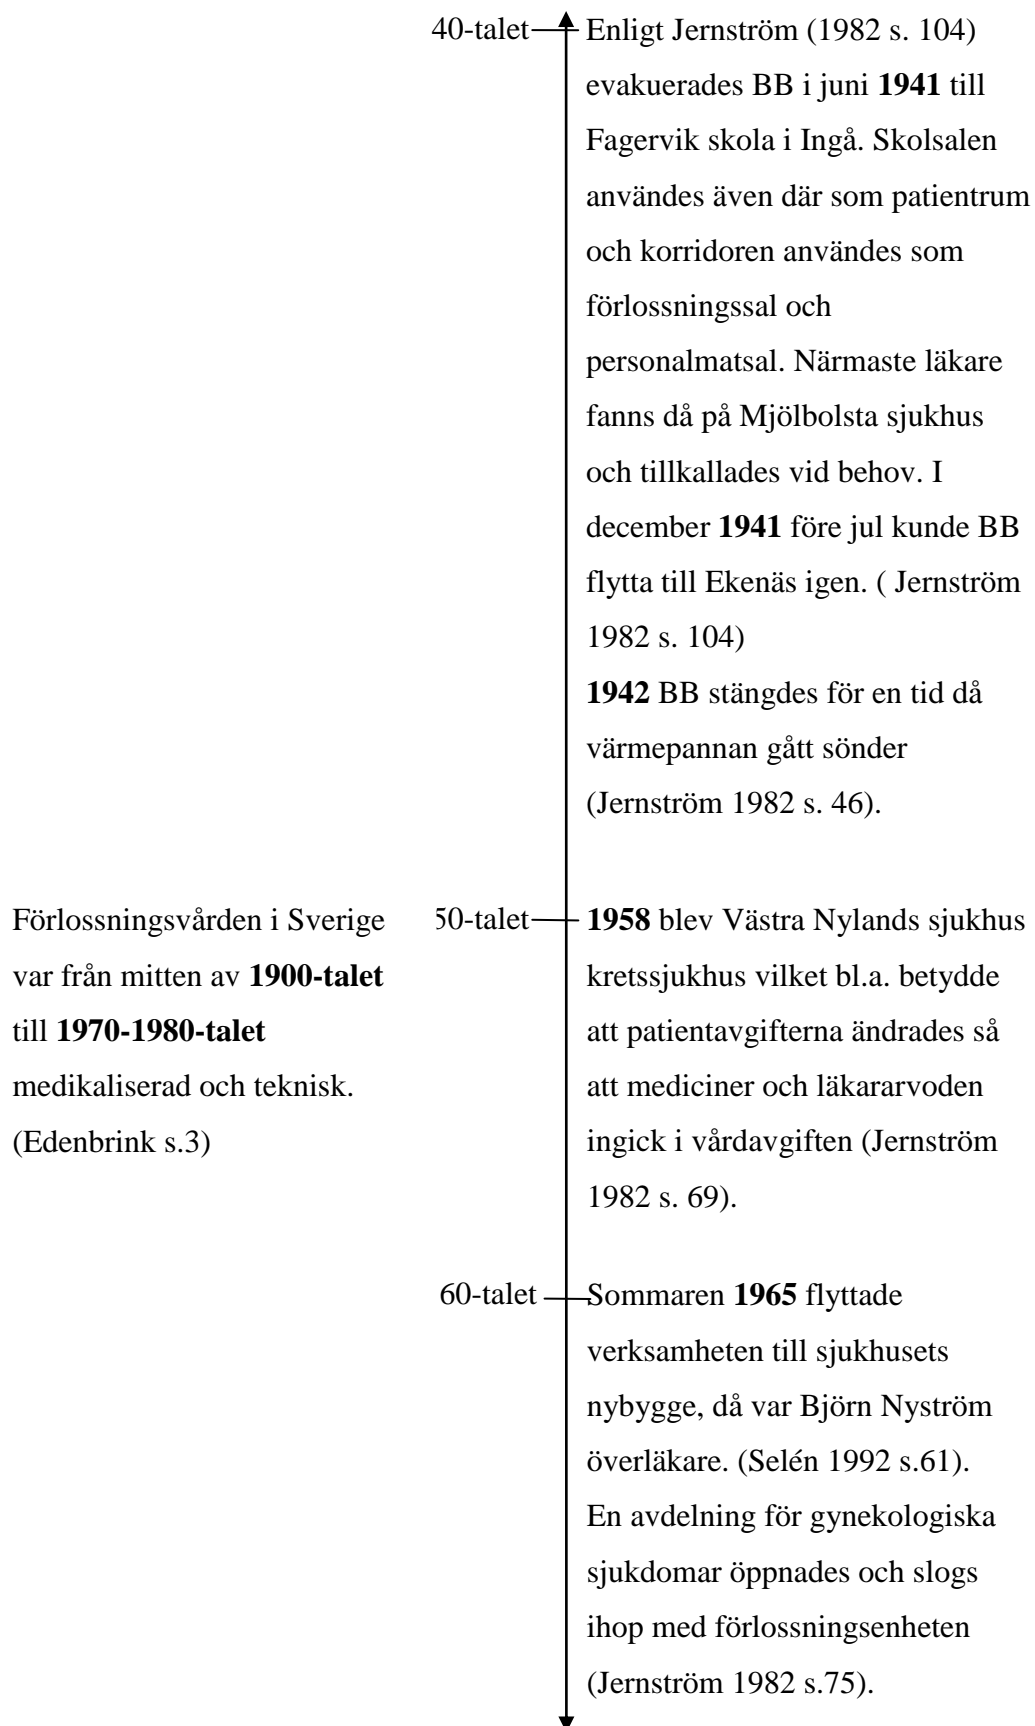 40-talet
Enligt Jernström (1982 s. 104)
evakuerades BB i juni 1941 till
Fagervik skola i Ingå. Skolsalen
användes även där som patientrum
och korridoren användes som
förlossningssal och
personalmatsal. Närmaste läkare
fanns då på Mjölbolsta sjukhus
och tillkallades vid behov. I
december 1941 före jul kunde BB
flytta till Ekenäs igen. ( Jernström
1982 s. 104)
1942 BB stängdes för en tid då
värmepannan gått sönder
(Jernström 1982 s. 46).
Förlossningsvården i Sverige
var från mitten av 1900-talet
till 1970-1980-talet
medikaliserad och teknisk.
(Edenbrink s.3)
50-talet
1958 blev Västra Nylands sjukhus
kretssjukhus vilket bl.a. betydde
att patientavgifterna ändrades så
att mediciner och läkararvoden
ingick i vårdavgiften (Jernström
1982 s. 69).
60-talet
Sommaren 1965 flyttade
verksamheten till sjukhusets
nybygge, då var Björn Nyström
överläkare. (Selén 1992 s.61).
En avdelning för gynekologiska
sjukdomar öppnades och slogs
ihop med förlossningsenheten
(Jernström 1982 s.75).